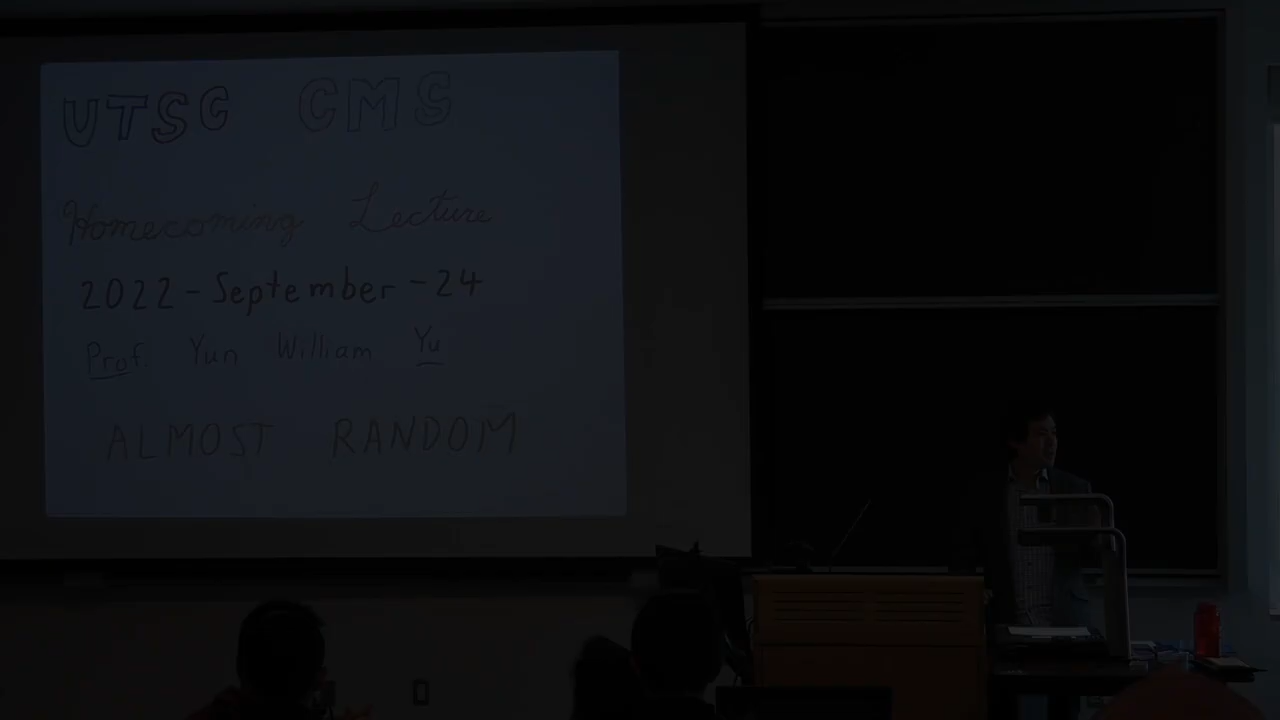 UTSC CMS
Homecoming Lecture
2022-September-24
Prof. Yun William Yu
ALMOST RANDOM